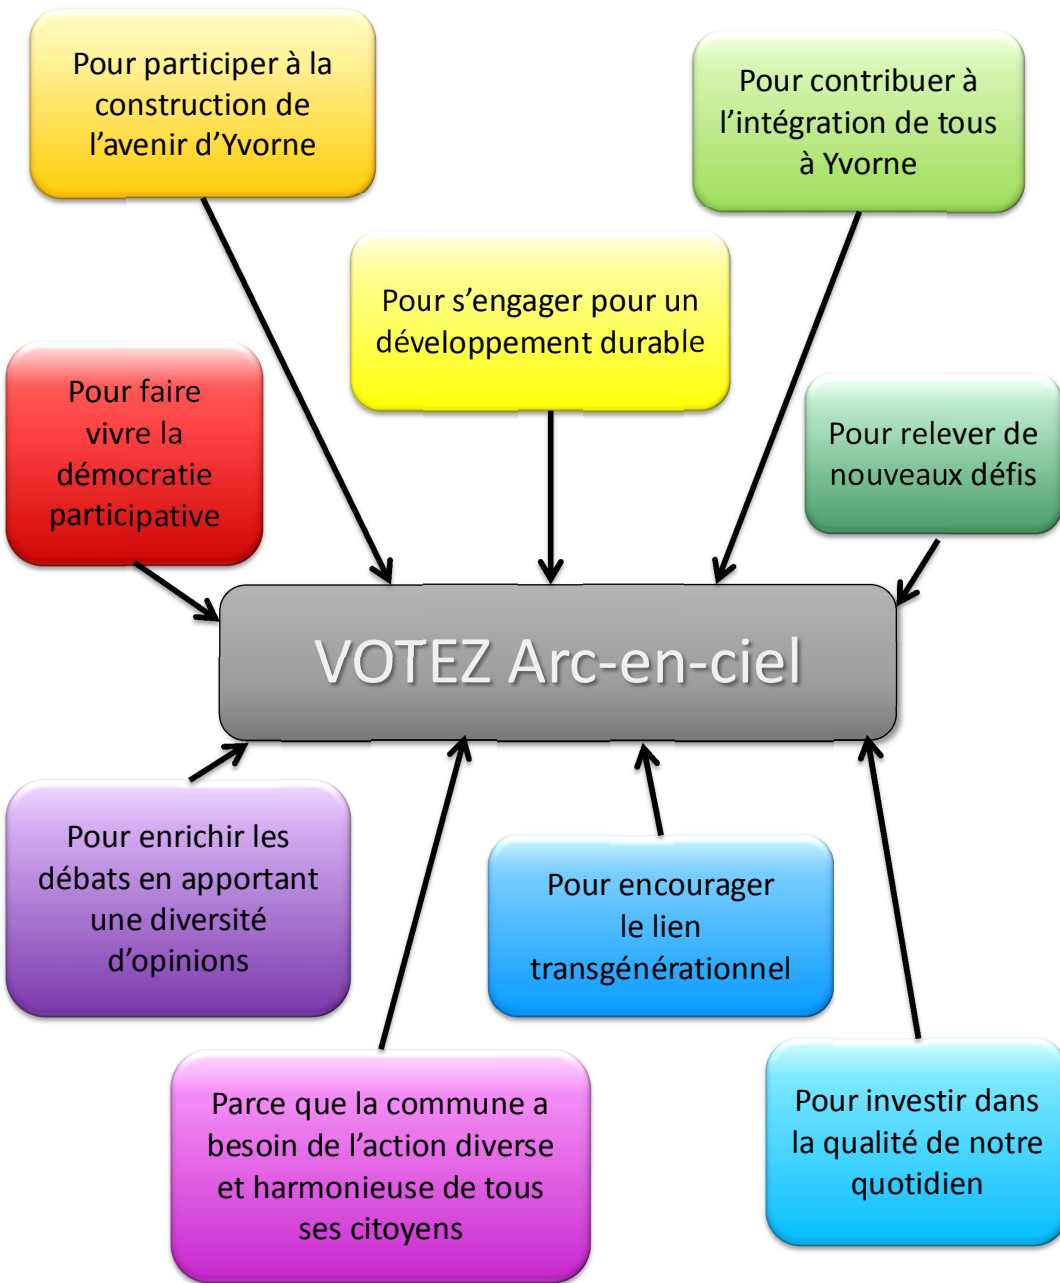 Pour participer à la
construction de
l’avenir d’Yvorne
Pour contribuer à
l’intégration de tous
à Yvorne
Pour s’engager pour un
développement durable
Pour faire
vivre la
démocratie
participative
Pour relever de
nouveaux défis
VOTEZ Arc-en-ciel
Pour enrichir les
débats en apportant
une diversité
d’opinions
Pour encourager
le lien
transgénérationnel
Parce que la commune a
besoin de l’action diverse
et harmonieuse de tous
ses citoyens
Pour investir dans
la qualité de notre
quotidien